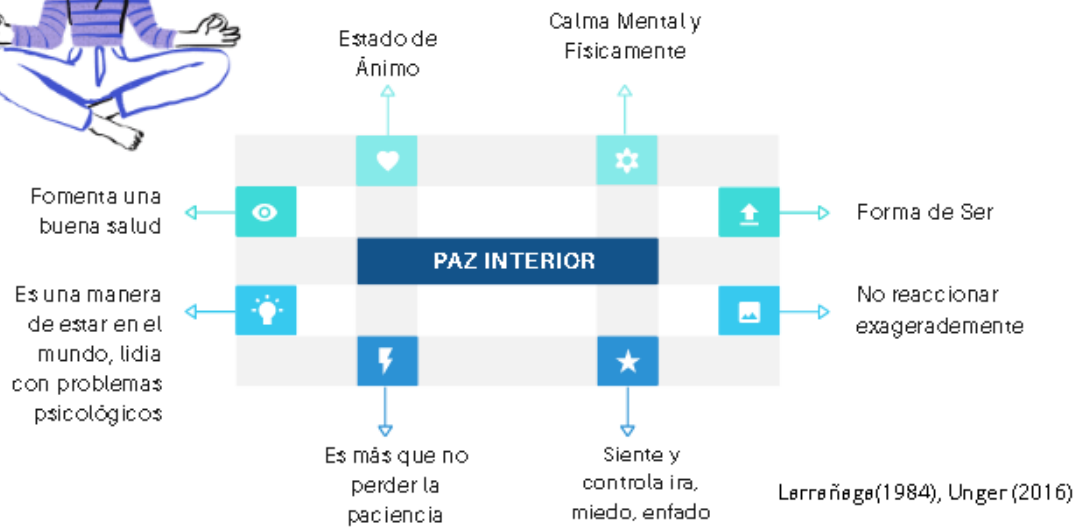 Estado de
Ánimo
Calma Mental y
Fisicamente
Fomenta una
buena salud
Forma de Ser
PAZ INTERIOR
Es una manera
de estar en el
mundo, lidia
con problemas
psicológicos
No reaccionar
exagerademente
Es más que no
perder la
paciencia
Siente y
controla ira,
miedo, enfado
Larrañaga(1984), Unger (2016)